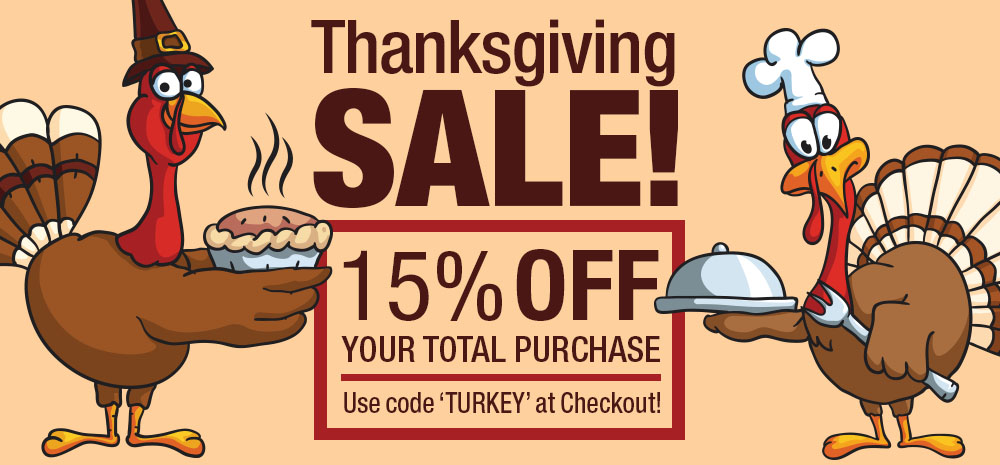 Thanksgiving
SALE!
15% OFF
YOUR TOTAL PURCHASE
Use code ‘TURKEY’ at Checkout!